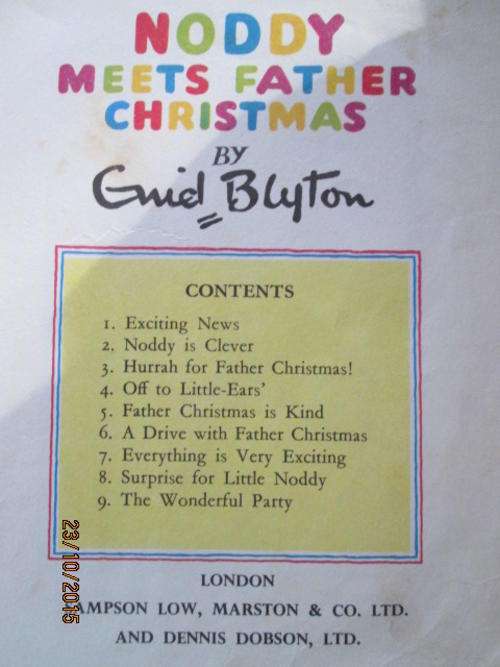 NODDY
MEETS FATHER
CHRISTMAS
BY
Enid Blyton
CONTENTS
1. Exciting News
2. Noddy is Clever
3. Hurrah for Father Christmas!
4. Off to Little-Ears'
5. Father Christmas is Kind
6. A Drive with Father Christmas
7. Everything is Very Exciting
8. Surprise for Little Noddy
9. The Wonderful Party
LONDON
AMPSON LOW, MARSTON & CO. LTD.
AND DENNIS DOBSON, LTD.
23/10/2015